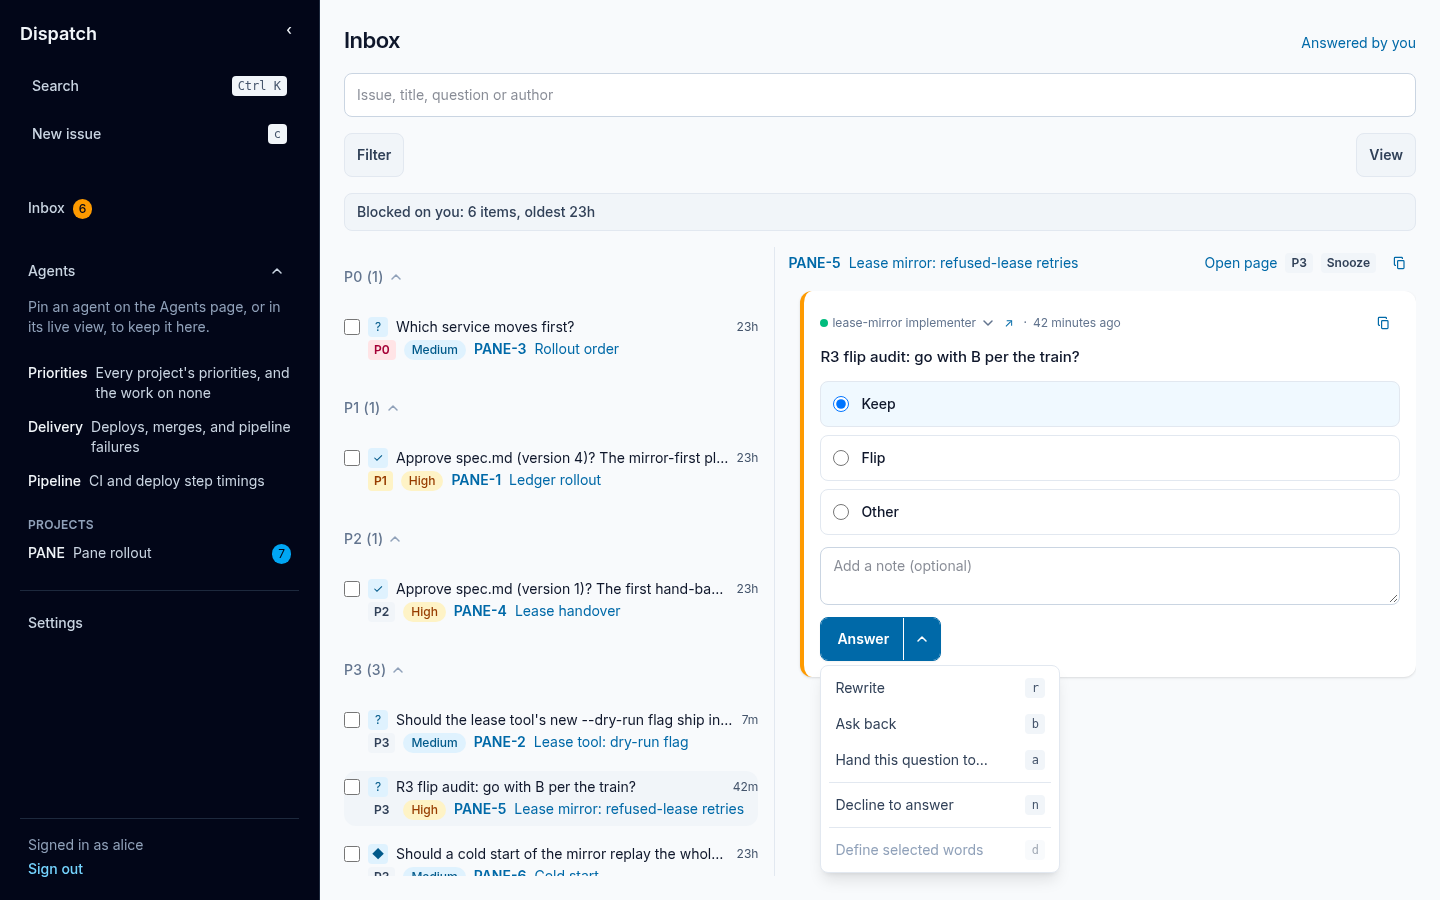 Dispatch
Search
Ctrl K
New issue
c
Inbox 6
Agents
Pin an agent on the Agents page, or in
its live view, to keep it here.
Priorities Every project's priorities, and
the work on none
Delivery Deploys, merges, and pipeline
failures
Pipeline CI and deploy step timings
PROJECTS
PANE Pane rollout 7
Settings
Signed in as alice
Sign out
Inbox
Answered by you
Issue, title, question or author
Filter
View
Blocked on you: 6 items, oldest 23h
P0 (1)
? Which service moves first? 23h
P0 Medium PANE-3 Rollout order
P1 (1)
Approve spec.md (version 4)? The mirror-first pl... 23h
P1 High PANE-1 Ledger rollout
P2 (1)
Approve spec.md (version 1)? The first hand-ba... 23h
P2 High PANE-4 Lease handover
P3 (3)
? Should the lease tool's new --dry-run flag ship in... 7m
P3 Medium PANE-2 Lease tool: dry-run flag
? R3 flip audit: go with B per the train? 42m
P3 High PANE-5 Lease mirror: refused-lease retries
Should a cold start of the mirror replay the whol... 23h
P3 Medium PANE-6 Cold start
PANE-5 Lease mirror: refused-lease retries
Open page P3 Snooze
lease-mirror implementer · 42 minutes ago
R3 flip audit: go with B per the train?
Keep
Flip
Other
Add a note (optional)
Answer
Rewrite r
Ask back b
Hand this question to... a
Decline to answer n
Define selected words d